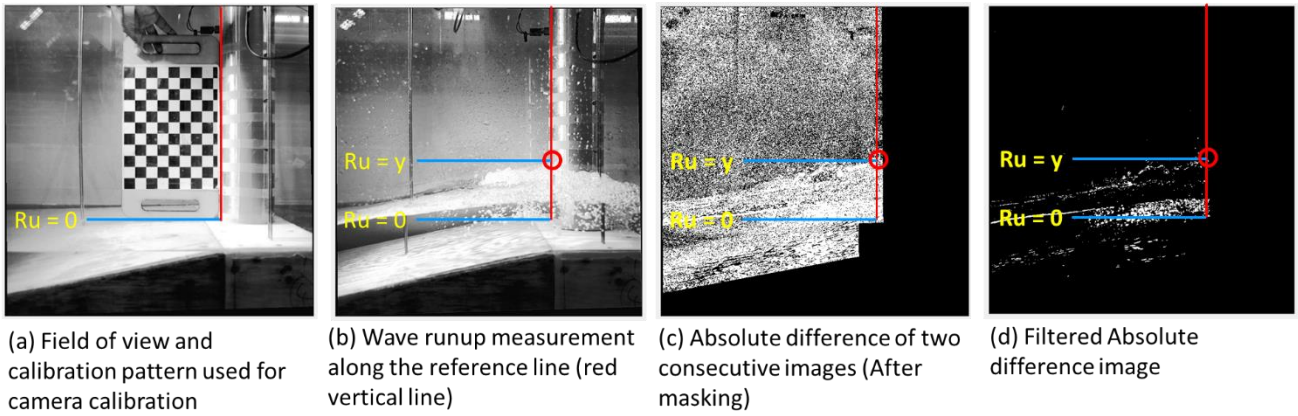 Ru = y
Ru = y
Ru = y
Ru = 0
Ru = 0
Ru = 0
Ru = 0
(a) Field of view and
calibration pattern used for
camera calibration
(b) Wave runup measurement
along the reference line (red
vertical line)
(c) Absolute difference of two
consecutive images (After
masking)
(d) Filtered Absolute
difference image